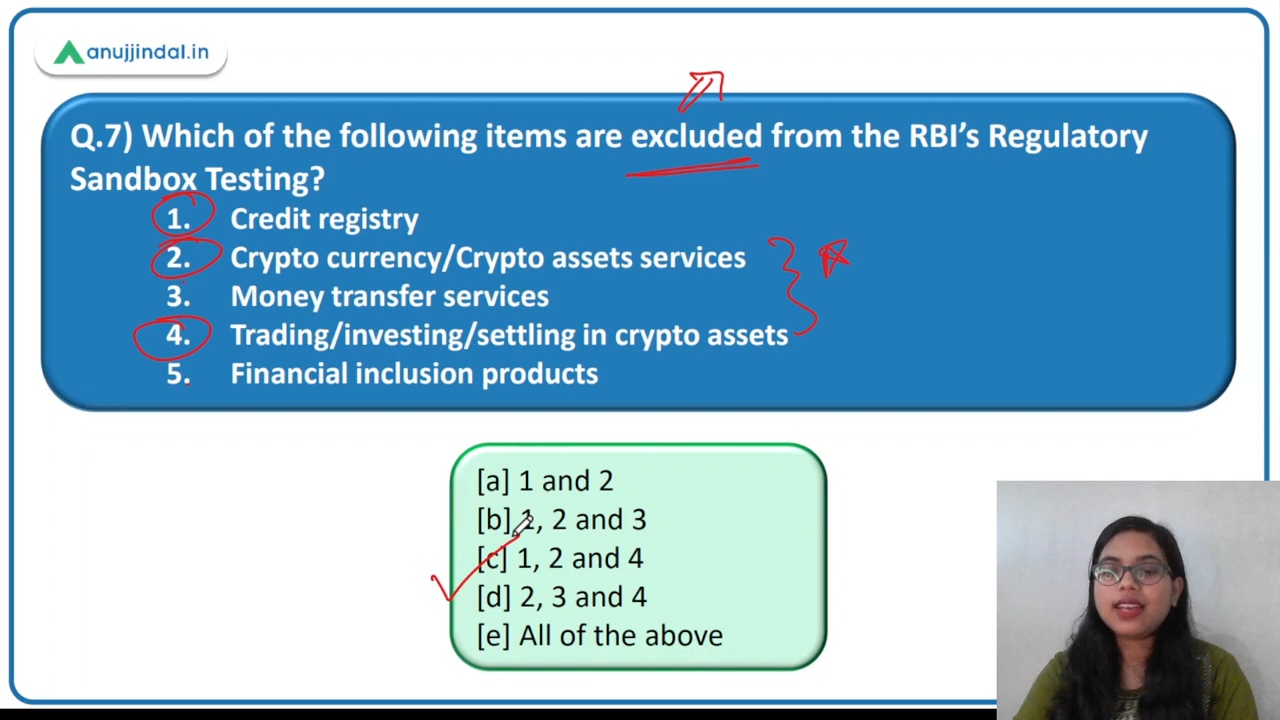 anujjindal.in
Q.7) Which of the following items are excluded from the RBI's Regulatory
Sandbox Testing?
1. Credit registry
2. Crypto currency/Crypto assets services
3. Money transfer services
4. Trading/investing/settling in crypto assets
5. Financial inclusion products
[a] 1 and 2
[b] 1, 2 and 3
[c] 1, 2 and 4
[d] 2, 3 and 4
[e] All of the above